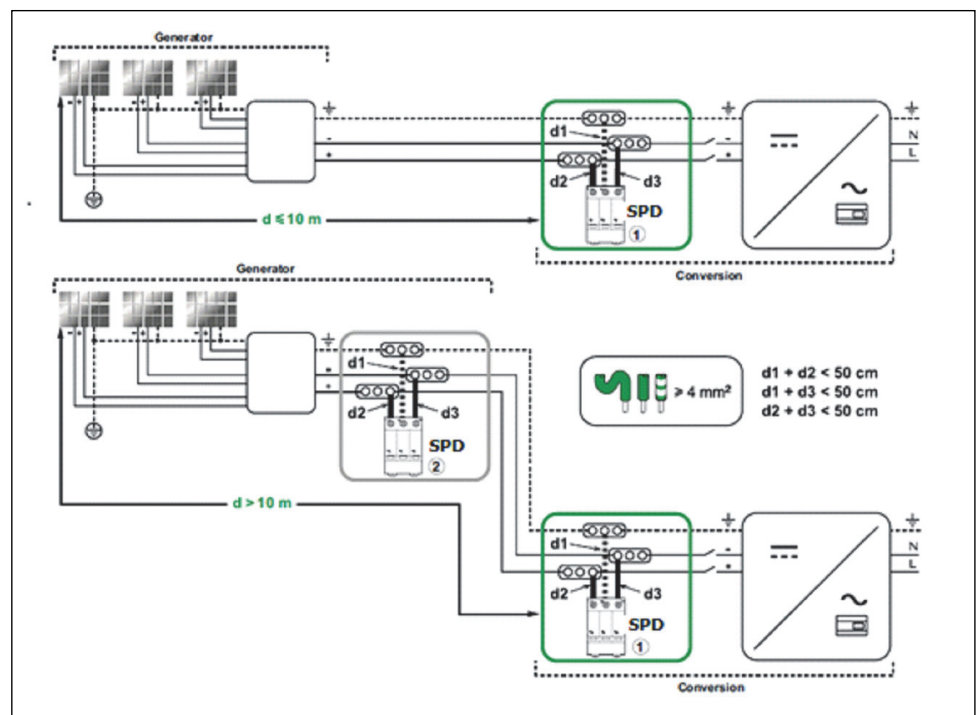 Generator
- + - + - +
-
+
d1
d2
d3
SPD
1
d ≤ 10 m
-
+
N
L
Conversion
Generator
- + - + - +
-
+
d1
d2
d3
SPD
2
≥ 4 mm²
d1 + d2 < 50 cm
d1 + d3 < 50 cm
d2 + d3 < 50 cm
d > 10 m
d1
d2
d3
SPD
1
-
+
N
L
Conversion